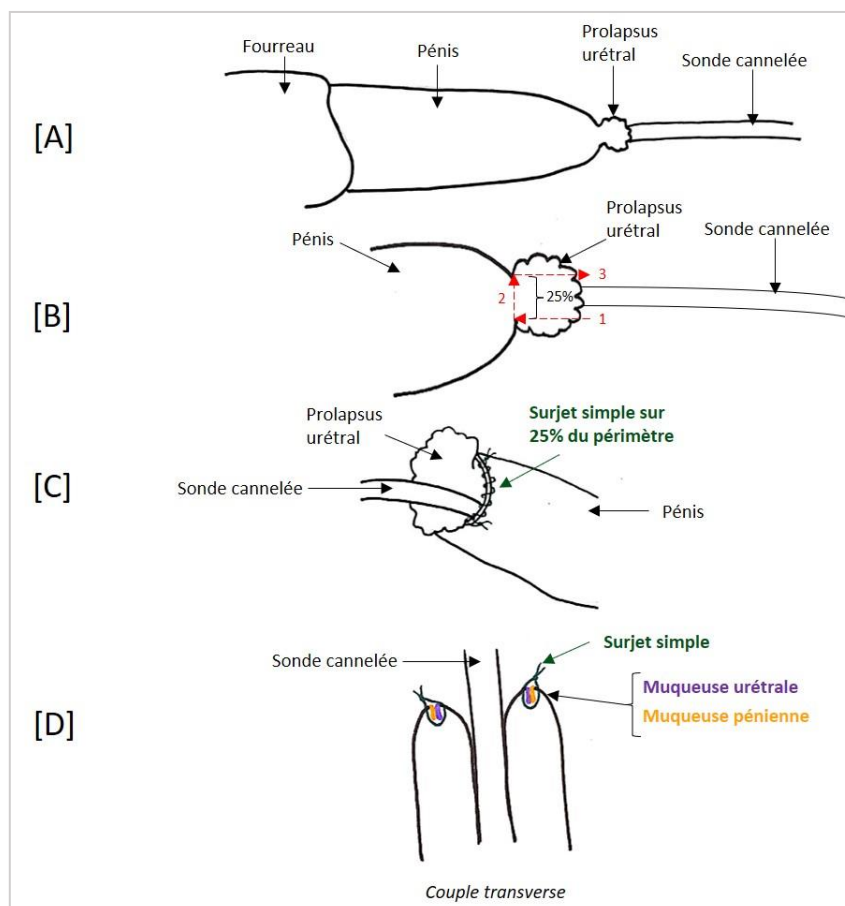 Fourreau
Pénis
Prolapsus
urétral
Sonde cannelée
[A]
Pénis
Prolapsus
urétral
Sonde cannelée
[B]
3
2
25%
1
Prolapsus
urétral
Surjet simple sur
25% du périmètre
[C]
Sonde cannelée
Pénis
Sonde cannelée
Surjet simple
[D]
Muqueuse urétrale
Muqueuse pénienne
Couple transverse